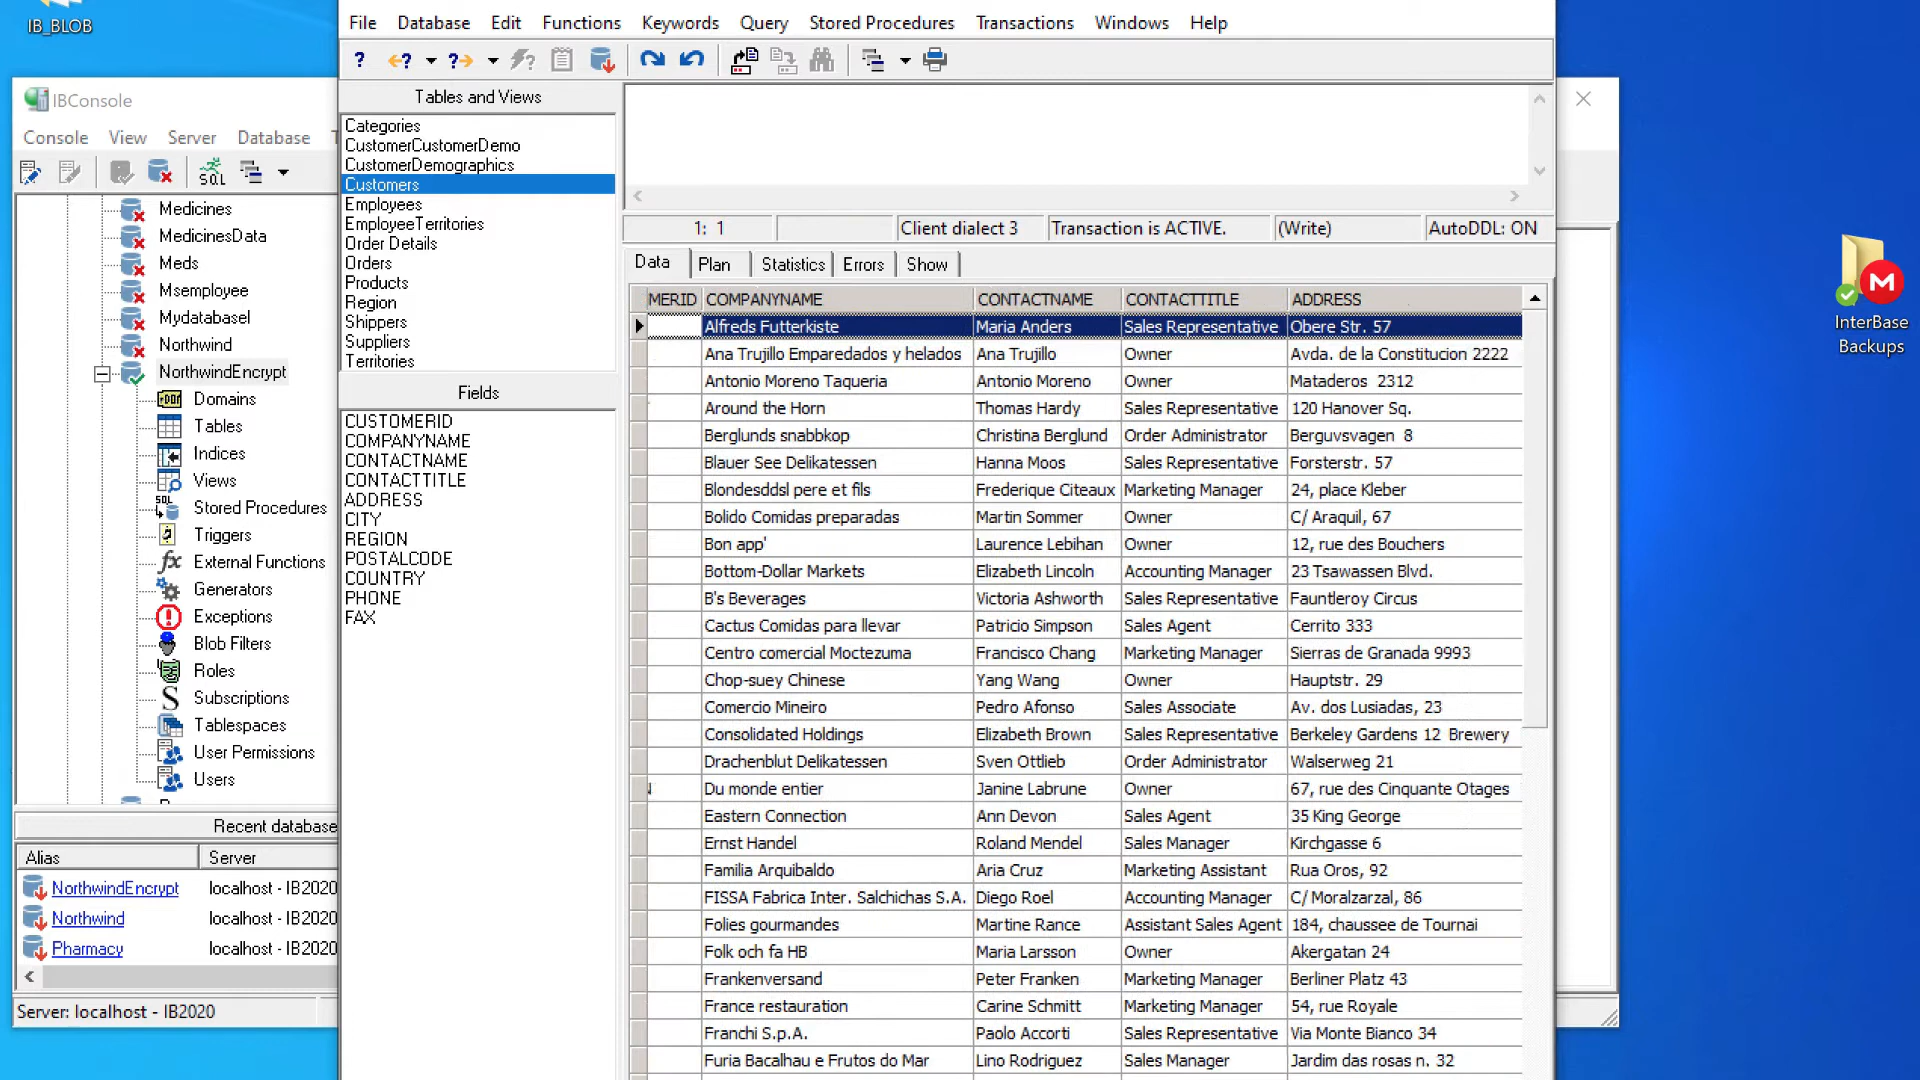 IB_BLOB
IBConsole
Console View Server Database
Medicines
MedicinesData
Meds
Msemployee
Mydatabasel
Northwind
NorthwindEncrypt
Domains
Tables
Indices
Views
Stored Procedures
Triggers
External Functions
Generators
Exceptions
Blob Filters
Roles
Subscriptions
Tablespaces
User Permissions
Users
Recent database
Alias Server
NorthwindEncrypt localhost - IB2020
Northwind localhost - IB2020
Pharmacy localhost - IB2020
Server: localhost - IB2020
File Database Edit Functions Keywords Query Stored Procedures Transactions Windows Help
Tables and Views
Categories
CustomerCustomerDemo
CustomerDemographics
Customers
Employees
EmployeeTerritories
Order Details
Orders
Products
Region
Shippers
Suppliers
Territories
Fields
CUSTOMERID
COMPANYNAME
CONTACTNAME
CONTACTTITLE
ADDRESS
CITY
REGION
POSTALCODE
COUNTRY
PHONE
FAX
1: 1 Client dialect 3 Transaction is ACTIVE. (Write) AutoDDL: ON
Data Plan Statistics Errors Show
MERID COMPANYNAME CONTACTNAME CONTACTTITLE ADDRESS
Alfreds Futterkiste Maria Anders Sales Representative Obere Str. 57
Ana Trujillo Emparedados y helados Ana Trujillo Owner Avda. de la Constitucion 2222
Antonio Moreno Taqueria Antonio Moreno Owner Mataderos 2312
Around the Horn Thomas Hardy Sales Representative 120 Hanover Sq.
Berglunds snabbkop Christina Berglund Order Administrator Berguvsvagen 8
Blauer See Delikatessen Hanna Moos Sales Representative Forsterstr. 57
Blondesddsl pere et fils Frederique Citeaux Marketing Manager 24, place Kleber
Bolido Comidas preparadas Martin Sommer Owner C/ Araquil, 67
Bon app' Laurence Lebihan Owner 12, rue des Bouchers
Bottom-Dollar Markets Elizabeth Lincoln Accounting Manager 23 Tsawassen Blvd.
B's Beverages Victoria Ashworth Sales Representative Fauntleroy Circus
Cactus Comidas para llevar Patricio Simpson Sales Agent Cerrito 333
Centro comercial Moctezuma Francisco Chang Marketing Manager Sierras de Granada 9993
Chop-suey Chinese Yang Wang Owner Hauptstr. 29
Comercio Mineiro Pedro Afonso Sales Associate Av. dos Lusiadas, 23
Consolidated Holdings Elizabeth Brown Sales Representative Berkeley Gardens 12 Brewery
Drachenblut Delikatessen Sven Ottlieb Order Administrator Walserweg 21
Du monde entier Janine Labrune Owner 67, rue des Cinquante Otages
Eastern Connection Ann Devon Sales Agent 35 King George
Ernst Handel Roland Mendel Sales Manager Kirchgasse 6
Familia Arquibaldo Aria Cruz Marketing Assistant Rua Oros, 92
FISSA Fabrica Inter. Salchichas S.A. Diego Roel Accounting Manager C/ Moralzarzal, 86
Folies gourmandes Martine Rance Assistant Sales Agent 184, chaussee de Tournai
Folk och fa HB Maria Larsson Owner Akergatan 24
Frankenversand Peter Franken Marketing Manager Berliner Platz 43
France restauration Carine Schmitt Marketing Manager 54, rue Royale
Franchi S.p.A. Paolo Accorti Sales Representative Via Monte Bianco 34
Furia Bacalhau e Frutos do Mar Lino Rodriguez Sales Manager Jardim das rosas n. 32
InterBase
Backups